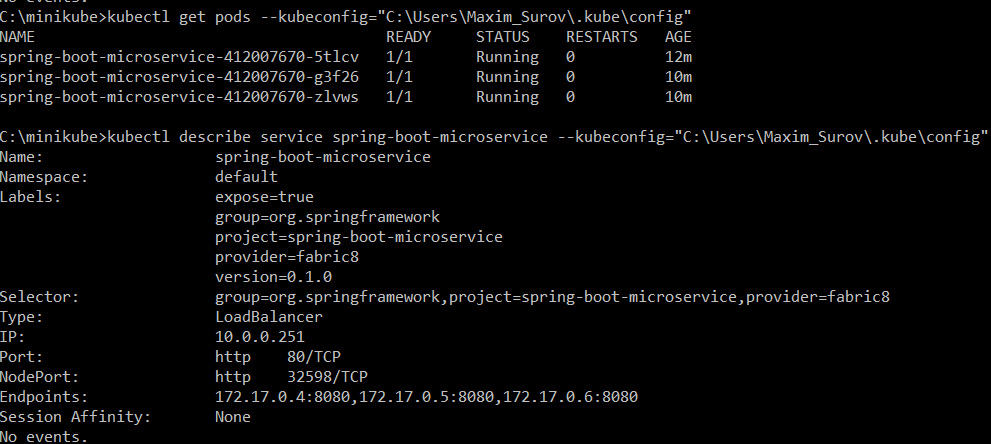 No events.
C:\minikube>kubectl get pods --kubeconfig="C:\Users\Maxim_Surov\.kube\config"
NAME READY STATUS RESTARTS AGE
spring-boot-microservice-412007670-5tlcv 1/1 Running 0 12m
spring-boot-microservice-412007670-g3f26 1/1 Running 0 10m
spring-boot-microservice-412007670-zlvws 1/1 Running 0 10m
C:\minikube>kubectl describe service spring-boot-microservice --kubeconfig="C:\Users\Maxim_Surov\.kube\config"
Name: spring-boot-microservice
Namespace: default
Labels: expose=true
group=org.springframework
project=spring-boot-microservice
provider=fabric8
version=0.1.0
Selector: group=org.springframework,project=spring-boot-microservice,provider=fabric8
Type: LoadBalancer
IP: 10.0.0.251
Port: http 80/TCP
NodePort: http 32598/TCP
Endpoints: 172.17.0.4:8080,172.17.0.5:8080,172.17.0.6:8080
Session Affinity: None
No events.